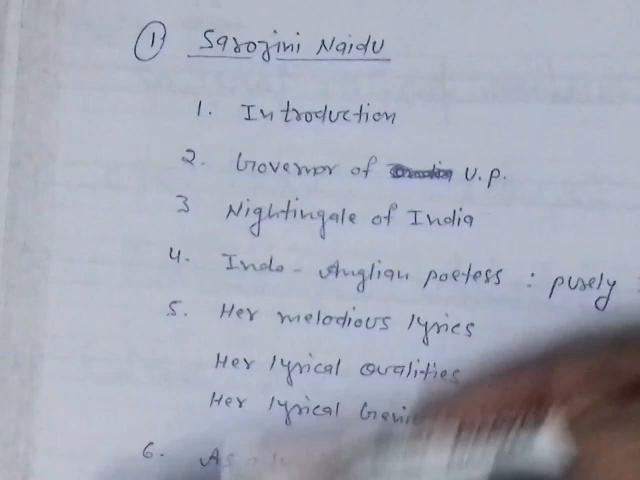 ① Sarojini Naidu
1. Introduction
2. Governor of U.P.
3 Nightingale of India
4. Indo - Anglian poetess : purely
5. Her melodious lyrics
Her lyrical Qualities
Her lyrical
6.